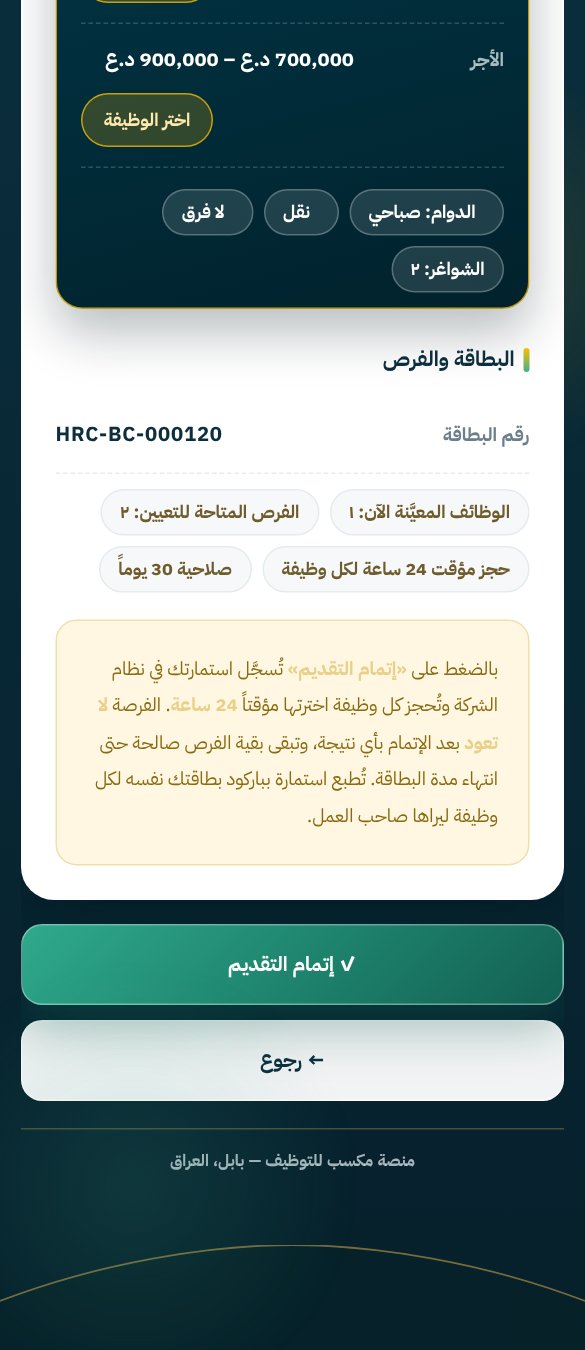 الأجر 700,000 د.ع – 900,000 د.ع
اختر الوظيفة
الدوام: صباحي نقل لا فرق
الشواغر: ٢
البطاقة والفرص
رقم البطاقة HRC-BC-000120
الوظائف المعيَّنة الآن: ١ الفرص المتاحة للتعيين: ٢
حجز مؤقت 24 ساعة لكل وظيفة صلاحية 30 يوماً
بالضغط على «إتمام التقديم» تُسجَّل استمارتك في نظام
الشركة وتُحجز كل وظيفة اخترتها مؤقتاً 24 ساعة. الفرصة لا
تعود بعد الإتمام بأي نتيجة، وتبقى بقية الفرص صالحة حتى
انتهاء مدة البطاقة. تُطبع استمارة بباركود بطاقتك نفسه لكل
وظيفة ليراها صاحب العمل.
✓ إتمام التقديم
← رجوع
منصة مكسب للتوظيف — بابل، العراق